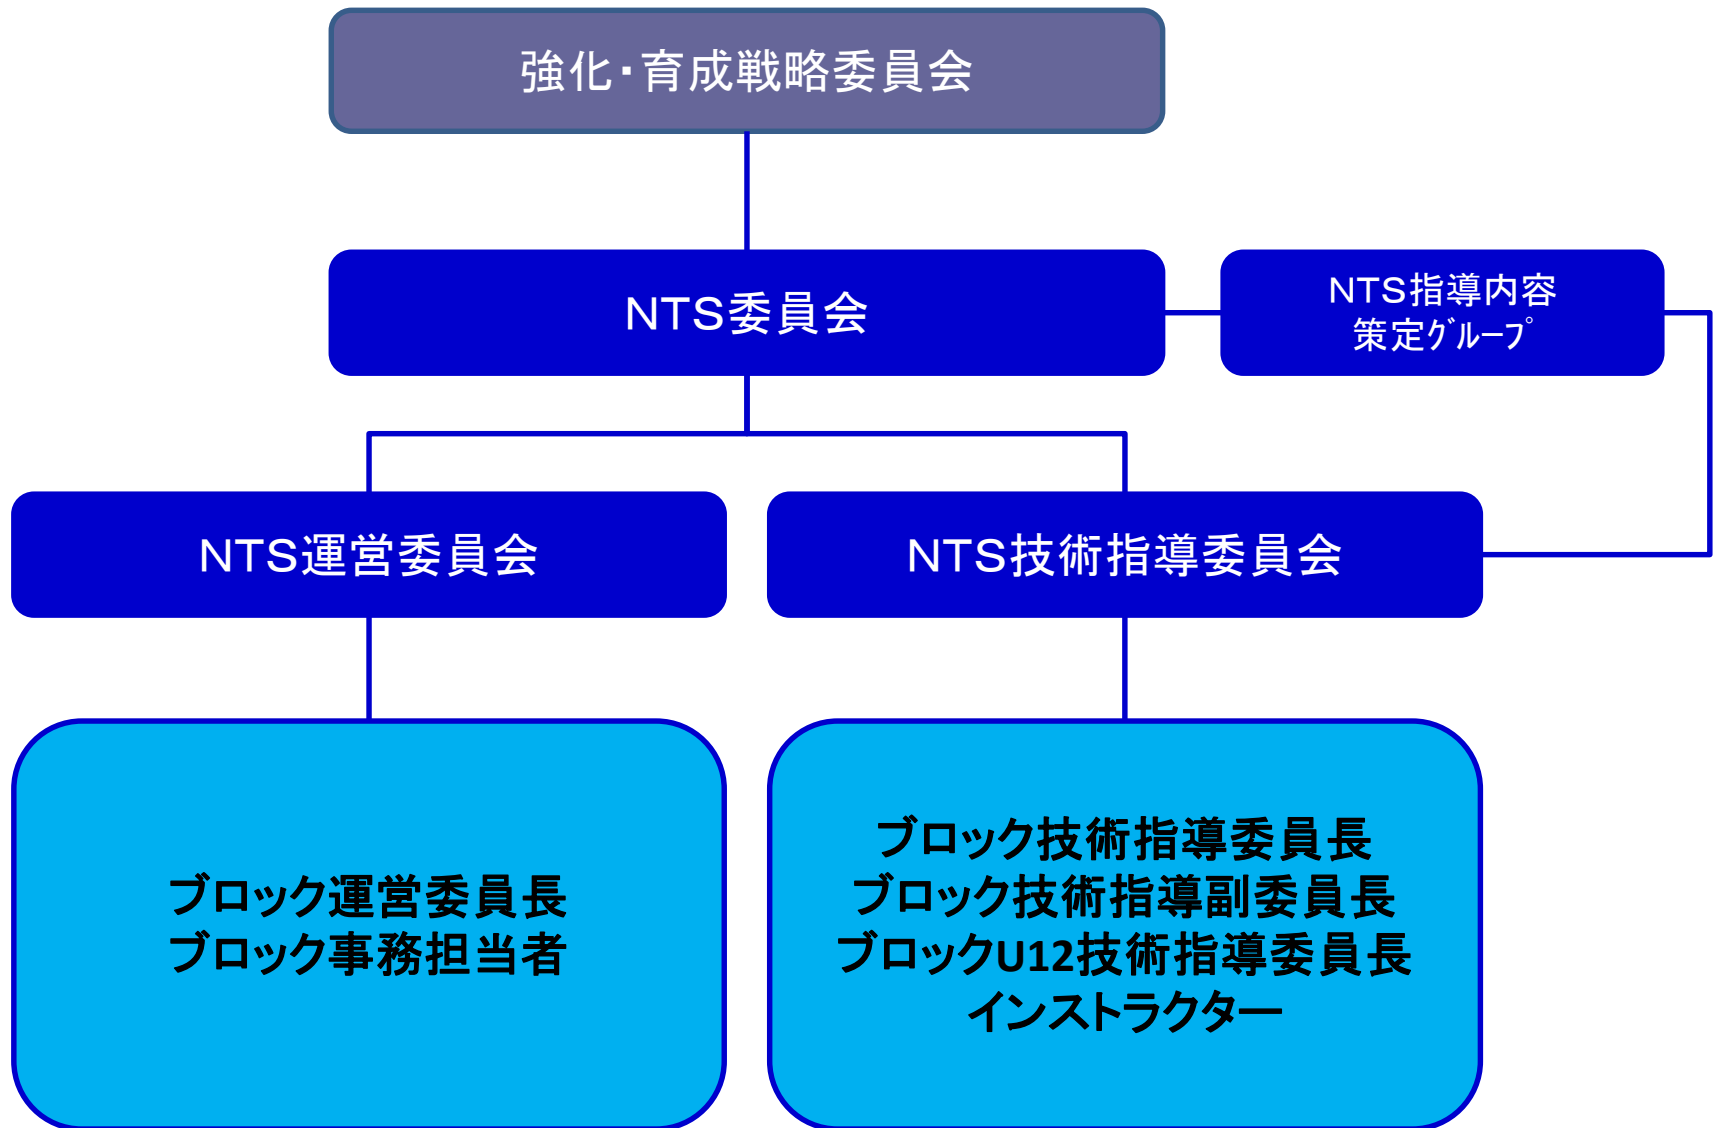 強化・育成戦略委員会
NTS委員会
NTS指導内容
策定ｸﾞﾙｰﾌﾟ
NTS運営委員会
NTS技術指導委員会
ブロック運営委員長
ブロック事務担当者
ブロック技術指導委員長
ブロック技術指導副委員長
ブロックU12技術指導委員長
インストラクター